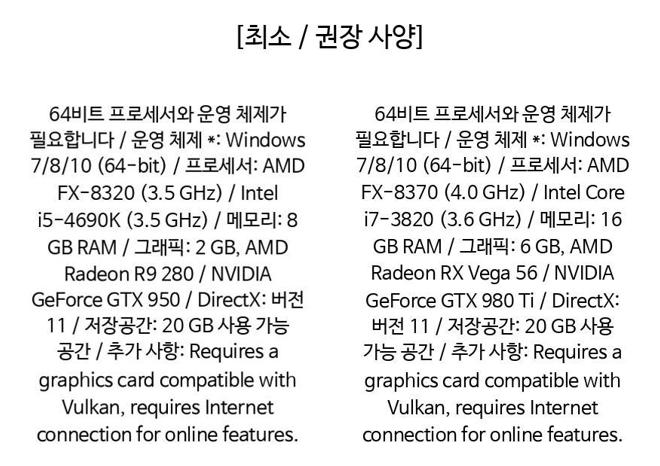 [최소 / 권장 사양]
64비트 프로세서와 운영 체제가
필요합니다 / 운영 체제 *: Windows
7/8/10 (64-bit) / 프로세서: AMD
FX-8320 (3.5 GHz) / Intel
i5-4690K (3.5 GHz) / 메모리: 8
GB RAM / 그래픽: 2 GB, AMD
Radeon R9 280 / NVIDIA
GeForce GTX 950 / DirectX: 버전
11 / 저장공간: 20 GB 사용 가능
공간 / 추가 사항: Requires a
graphics card compatible with
Vulkan, requires Internet
connection for online features.
64비트 프로세서와 운영 체제가
필요합니다 / 운영 체제 *: Windows
7/8/10 (64-bit) / 프로세서: AMD
FX-8370 (4.0 GHz) / Intel Core
i7-3820 (3.6 GHz) / 메모리: 16
GB RAM / 그래픽: 6 GB, AMD
Radeon RX Vega 56 / NVIDIA
GeForce GTX 980 Ti / DirectX:
버전 11 / 저장공간: 20 GB 사용
가능 공간 / 추가 사항: Requires a
graphics card compatible with
Vulkan, requires Internet
connection for online features.